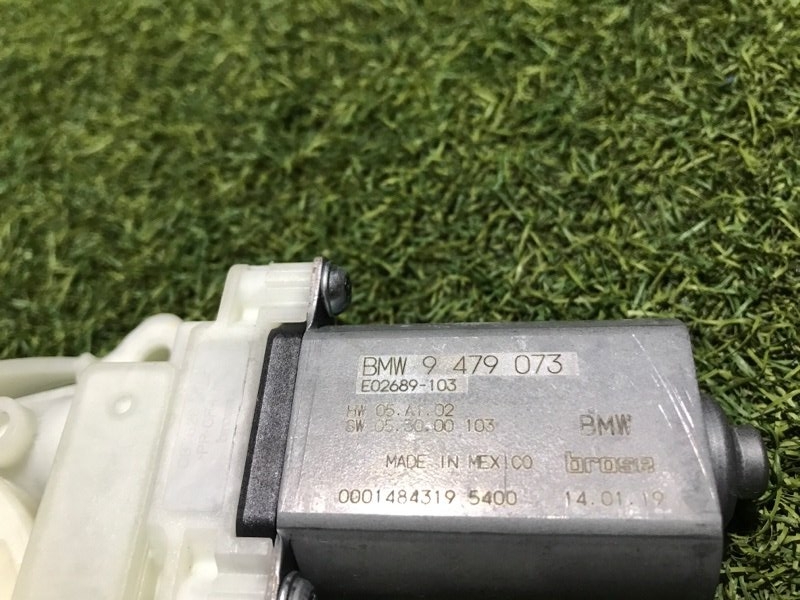 BMW 9 479 073
E02689-103
HW 05.A1.02
SW 05.30.00 103
BMW
MADE IN MEXICO
brose
0001484319 5400
14.01.19